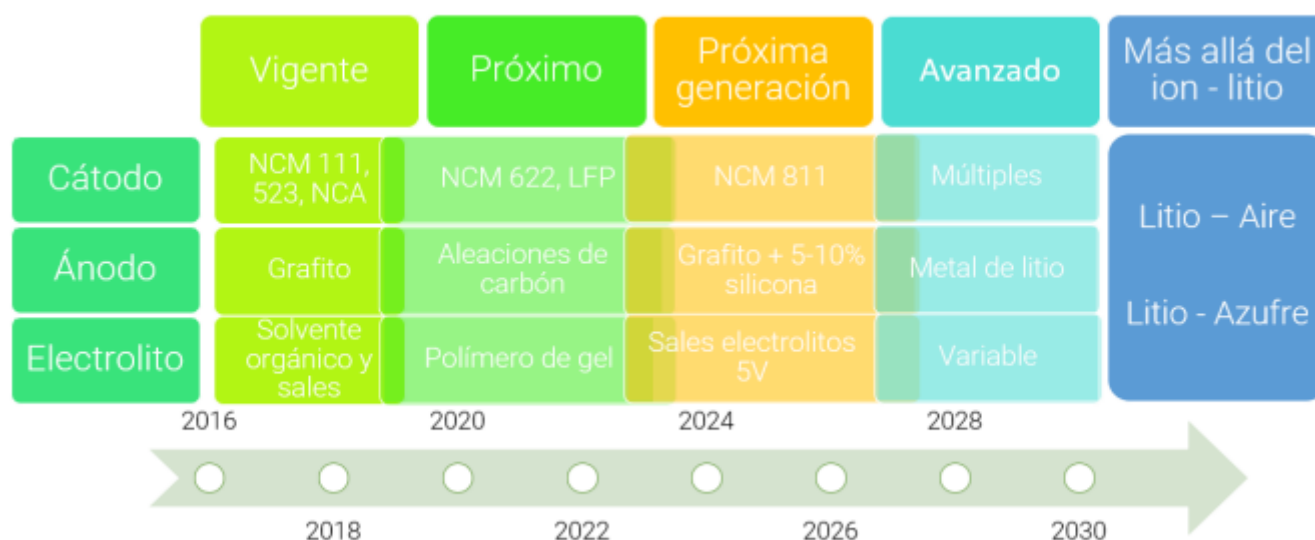 Vigente
Próximo
Próxima
generación
Avanzado
Más allá del
ion - litio
Cátodo
NCM 111,
523, NCA
NCM 622, LFP
NCM 811
Múltiples
Ánodo
Grafito
Aleaciones de
carbón
Grafito + 5-10%
silicona
Metal de litio
Electrolito
Solvente
orgánico y
sales
Polímero de gel
Sales electrolitos
5V
Variable
Litio – Aire
Litio - Azufre
2016
2020
2024
2028
2018
2022
2026
2030